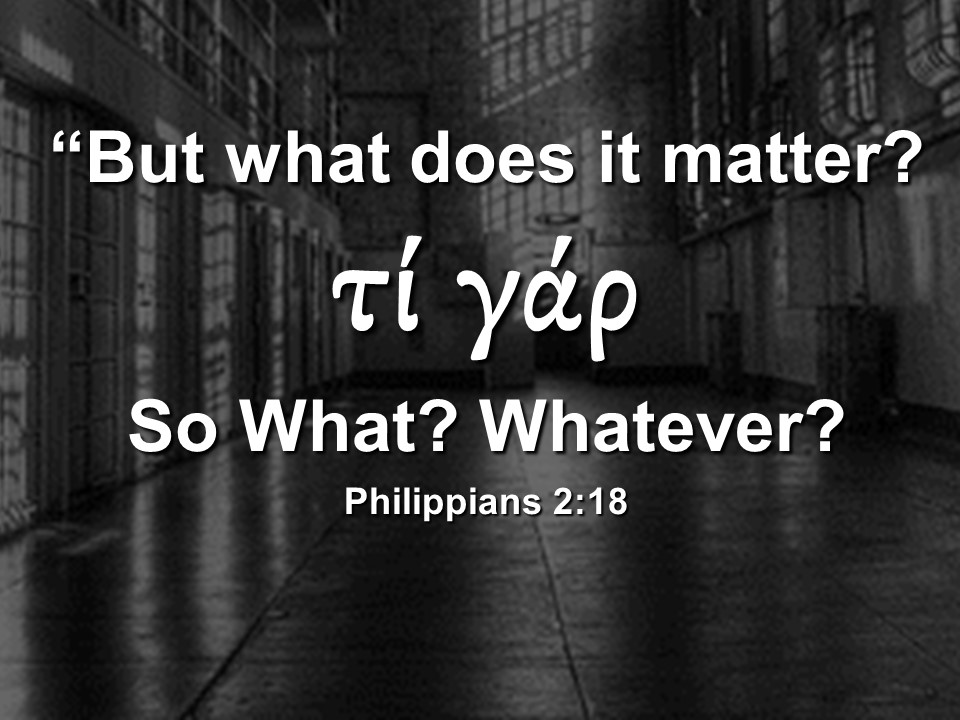 “But what does it matter?
τί γάρ
So What? Whatever?
Philippians 2:18